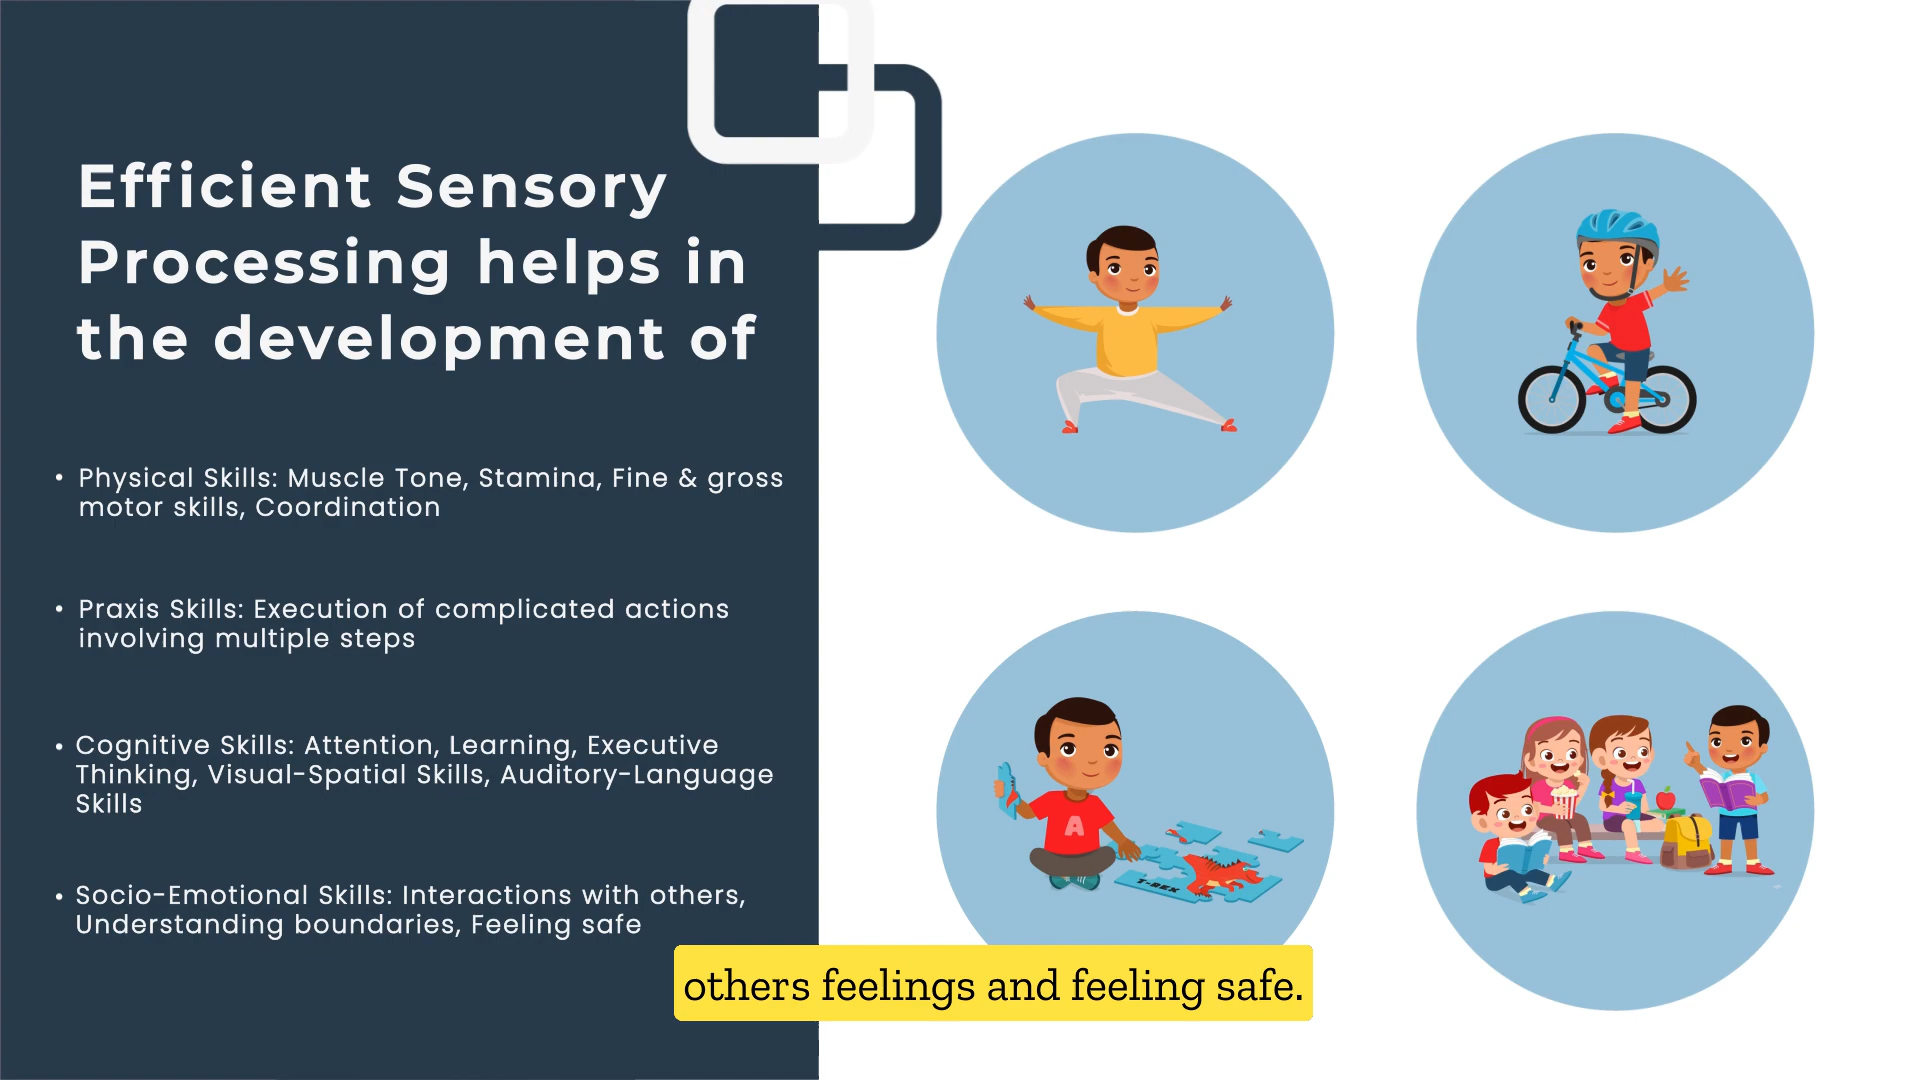 Efficient Sensory
Processing helps in
the development of
• Physical Skills: Muscle Tone, Stamina, Fine & gross
motor skills, Coordination
• Praxis Skills: Execution of complicated actions
involving multiple steps
• Cognitive Skills: Attention, Learning, Executive
Thinking, Visual-Spatial Skills, Auditory-Language
Skills
• Socio-Emotional Skills: Interactions with others,
Understanding boundaries, Feeling safe
A
T-REX
others feelings and feeling safe.